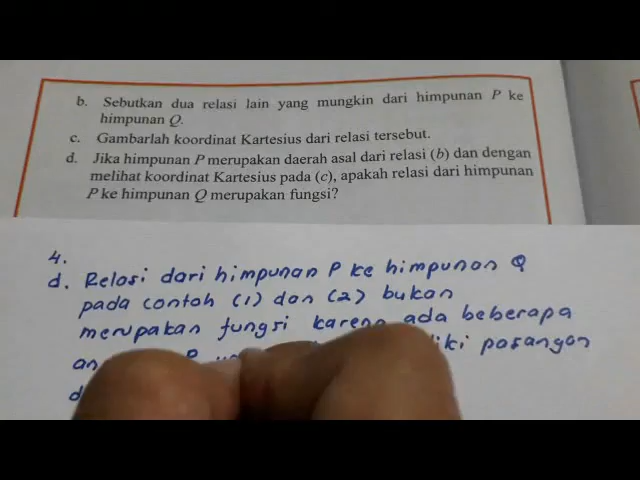 b. Sebutkan dua relasi lain yang mungkin dari himpunan P ke
himpunan Q.
c. Gambarlah koordinat Kartesius dari relasi tersebut.
d. Jika himpunan P merupakan daerah asal dari relasi (b) dan dengan
melihat koordinat Kartesius pada (c), apakah relasi dari himpunan
P ke himpunan Q merupakan fungsi?
4.
d. Relasi dari himpunan P ke himpunan Q
pada contoh (1) dan (2) bukan
merupakan fungsi karena ada beberapa
pasangan